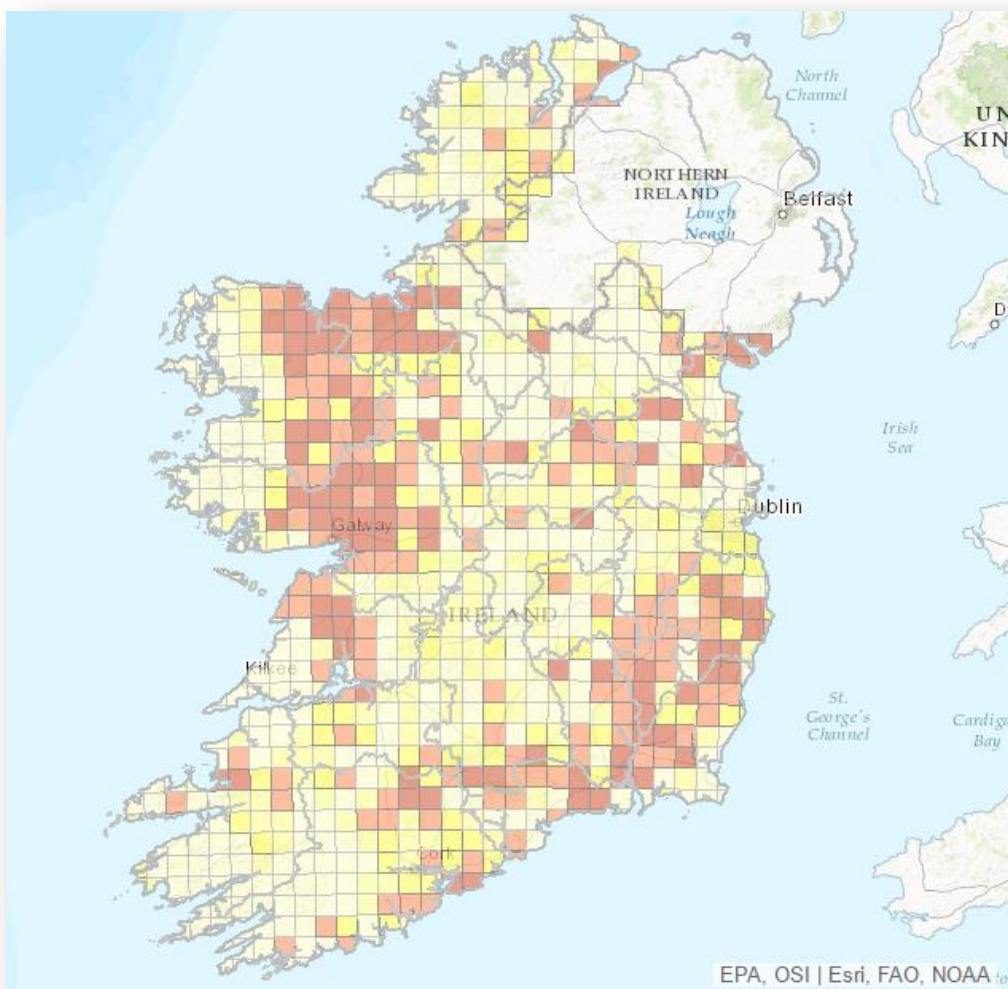 North
Channel
UN
KIN
NORTHERN
IRELAND
Belfast
Lough
Neagh
D
Irish
Sea
Dublin
Galway
IRELAND
Kilkee
St.
George's
Channel
Cardig
Bay
Cork
EPA, OSI | Esri, FAO, NOAA